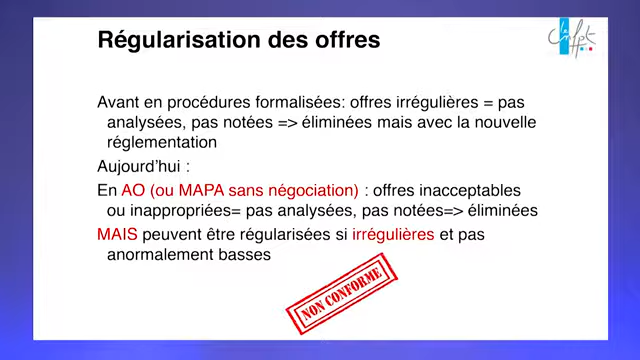 Régularisation des offres
cnfpt
Avant en procédures formalisées: offres irrégulières = pas
analysées, pas notées => éliminées mais avec la nouvelle
réglementation
Aujourd'hui :
En AO (ou MAPA sans négociation) : offres inacceptables
ou inappropriées= pas analysées, pas notées=> éliminées
MAIS peuvent être régularisées si irrégulières et pas
anormalement basses
NON CONFORME